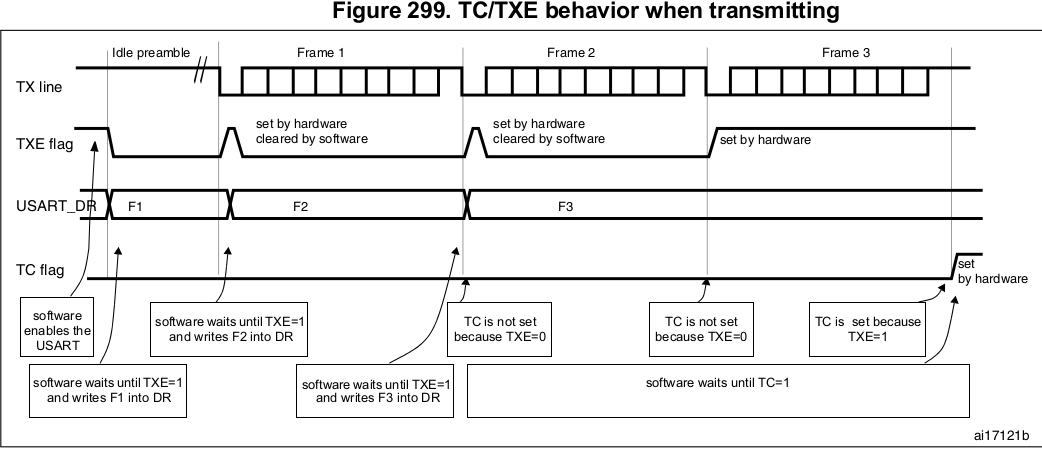 Figure 299. TC/TXE behavior when transmitting
Idle preamble
Frame 1
Frame 2
Frame 3
TX line
TXE flag
set by hardware
cleared by software
set by hardware
cleared by software
set by hardware
USART_DR
F1
F2
F3
TC flag
set
by hardware
software
enables the
USART
software waits until TXE=1
and writes F2 into DR
TC is not set
because TXE=0
TC is not set
because TXE=0
TC is set because
TXE=1
software waits until TXE=1
and writes F1 into DR
software waits until TXE=1
and writes F3 into DR
software waits until TC=1
ai17121b